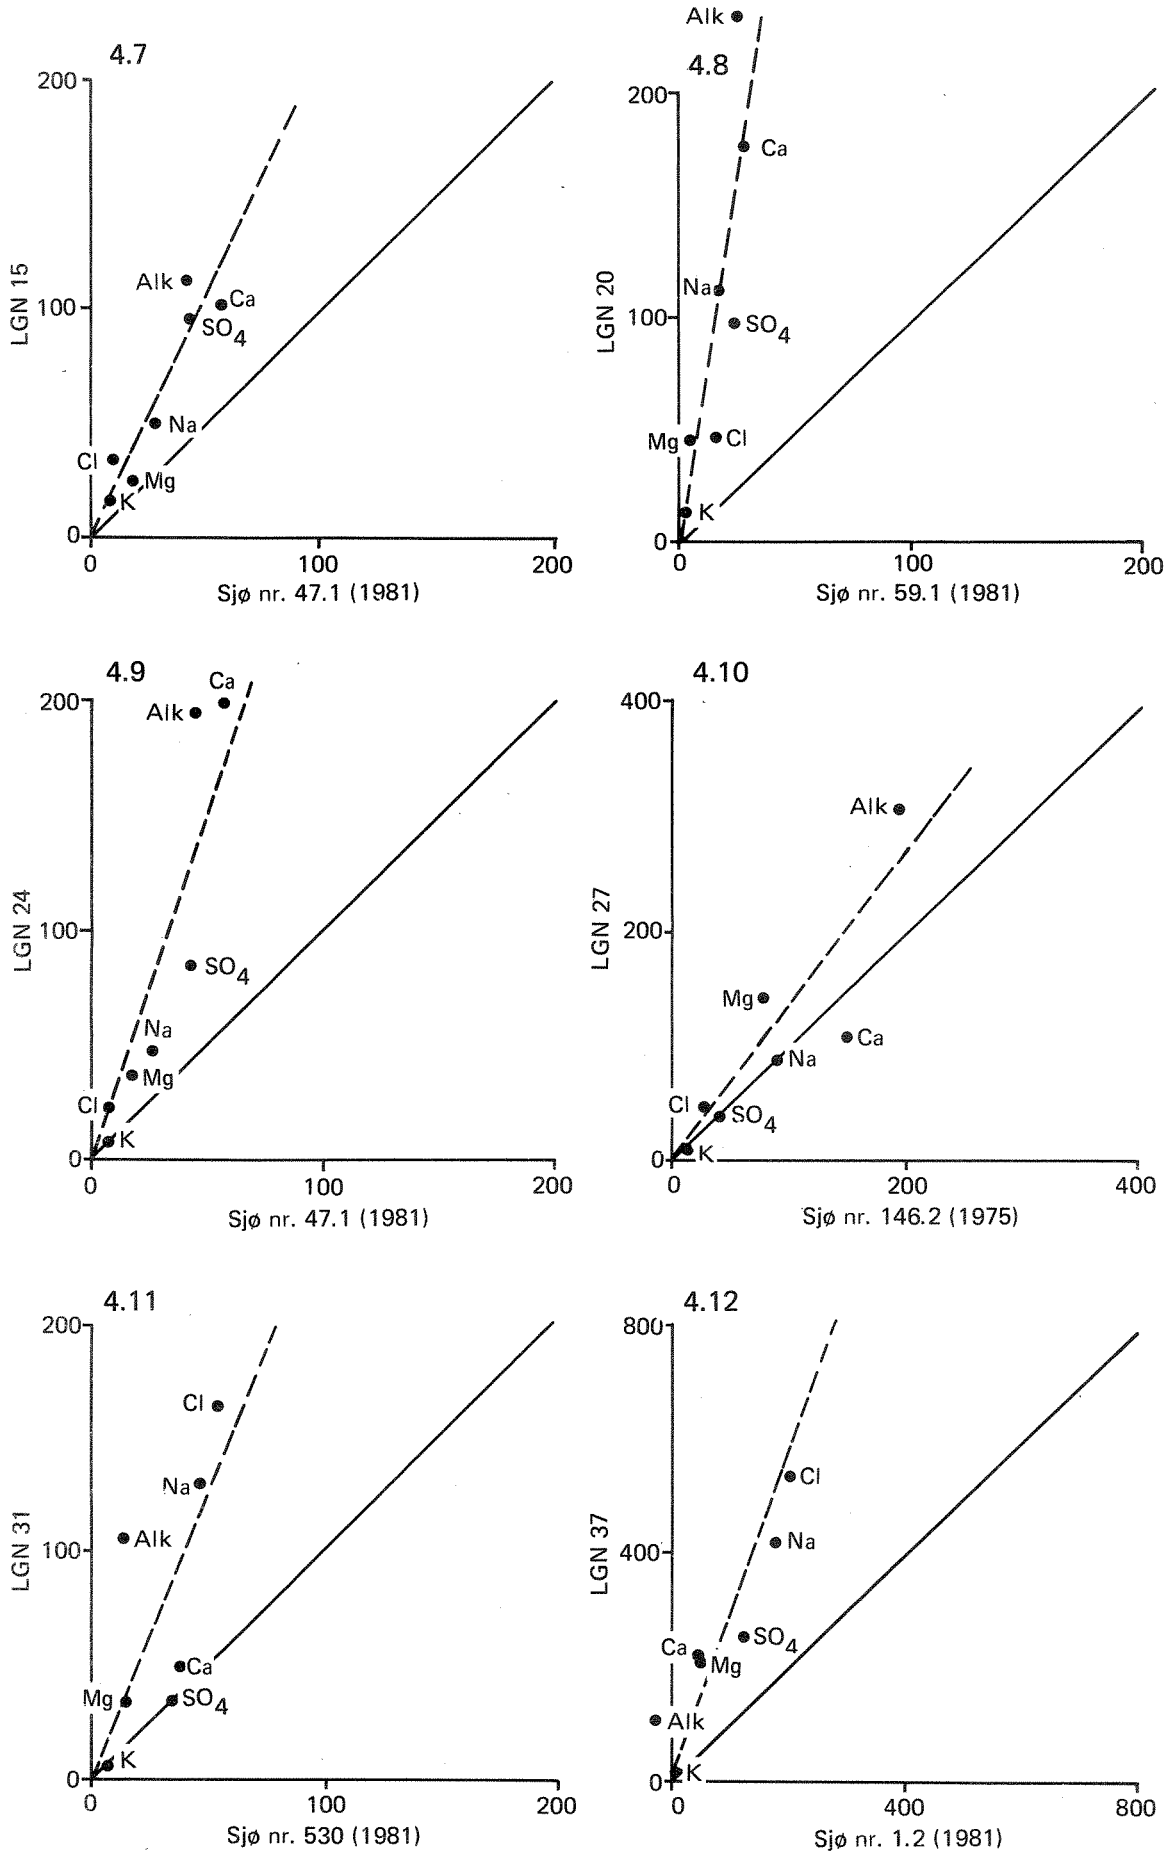 4.7
200
100
0
LGN 15
Alk
Ca
SO4
Na
Cl
Mg
K
0 100 200
Sjø nr. 47.1 (1981)
4.8
Alk
200
100
0
LGN 20
Ca
Na
SO4
Mg
Cl
K
0 100 200
Sjø nr. 59.1 (1981)
4.9
200
100
0
LGN 24
Ca
Alk
SO4
Na
Mg
Cl
K
0 100 200
Sjø nr. 47.1 (1981)
4.10
400
200
0
LGN 27
Alk
Mg
Ca
Na
Cl
SO4
K
0 200 400
Sjø nr. 146.2 (1975)
4.11
200
100
0
LGN 31
Cl
Na
Alk
Ca
Mg
SO4
K
0 100 200
Sjø nr. 530 (1981)
4.12
800
400
0
LGN 37
Cl
Na
SO4
Ca
Mg
Alk
K
0 400 800
Sjø nr. 1.2 (1981)